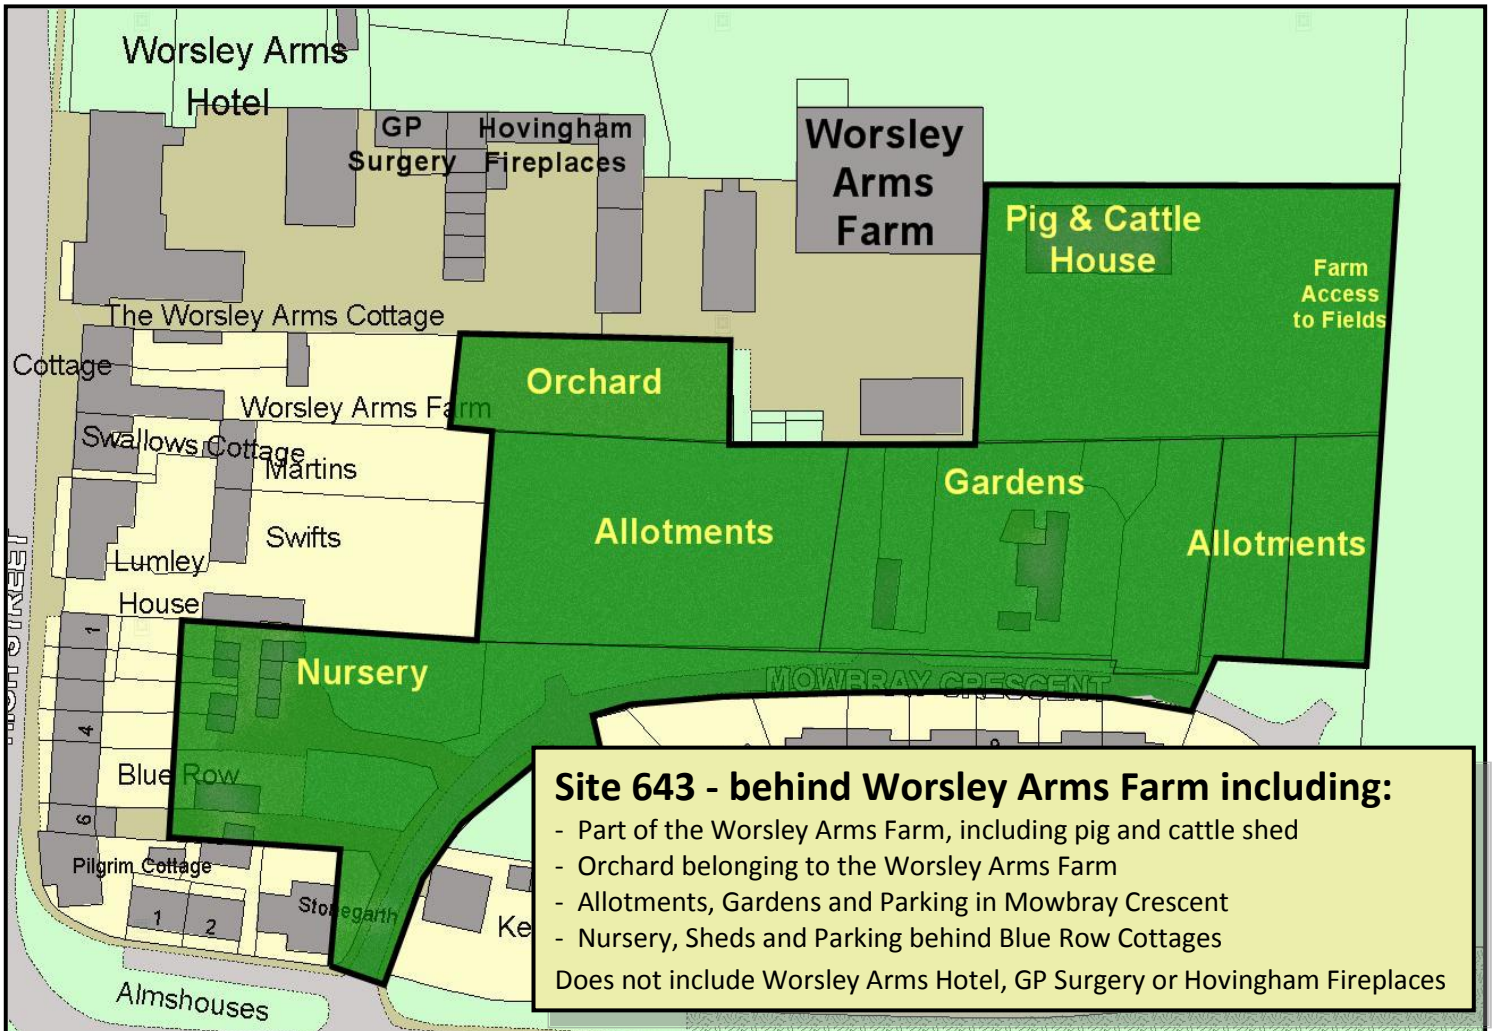 Worsley Arms
Hotel
GP
Surgery
Hovingham
Fireplaces
Worsley
Arms
Farm
Pig & Cattle
House
Farm
Access
to Fields
The Worsley Arms Cottage
Cottage
Orchard
Worsley Arms Farm
Swallows Cottage
Martins
Gardens
Swifts
Allotments
Allotments
Lumley
House
HIGH STREET
1
Nursery
MOWBRAY CRESCENT
4
Blue Row
6
9
Pilgrim Cottage
1
2
Stonegarth
Ke
Almshouses
Site 643 - behind Worsley Arms Farm including:
- Part of the Worsley Arms Farm, including pig and cattle shed
- Orchard belonging to the Worsley Arms Farm
- Allotments, Gardens and Parking in Mowbray Crescent
- Nursery, Sheds and Parking behind Blue Row Cottages
Does not include Worsley Arms Hotel, GP Surgery or Hovingham Fireplaces